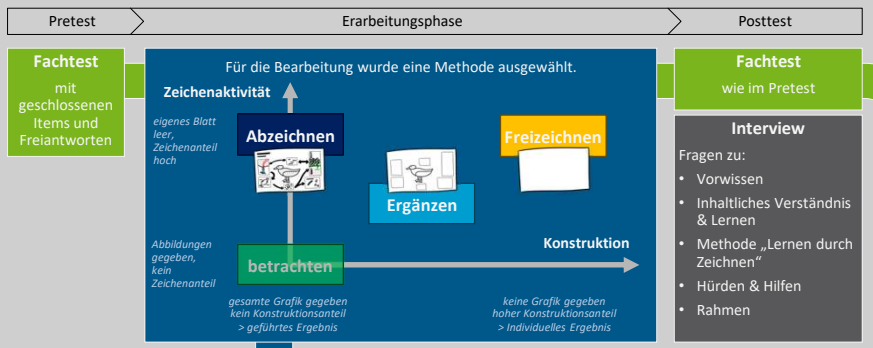 Pretest
Erarbeitungsphase
Posttest
Fachtest
mit
geschlossenen
Items und
Freiantworten
Für die Bearbeitung wurde eine Methode ausgewählt.
Zeichenaktivität
eigenes Blatt
leer,
Zeichenanteil
hoch
Abzeichnen
Freizeichnen
Ergänzen
Abbildungen
gegeben,
kein
Zeichenanteil
betrachten
Konstruktion
gesamte Grafik gegeben
kein Konstruktionsanteil
> geführtes Ergebnis
keine Grafik gegeben
hoher Konstruktionsanteil
> Individuelles Ergebnis
Fachtest
wie im Pretest
Interview
Fragen zu:
• Vorwissen
• Inhaltliches Verständnis
& Lernen
• Methode „Lernen durch
Zeichnen“
• Hürden & Hilfen
• Rahmen